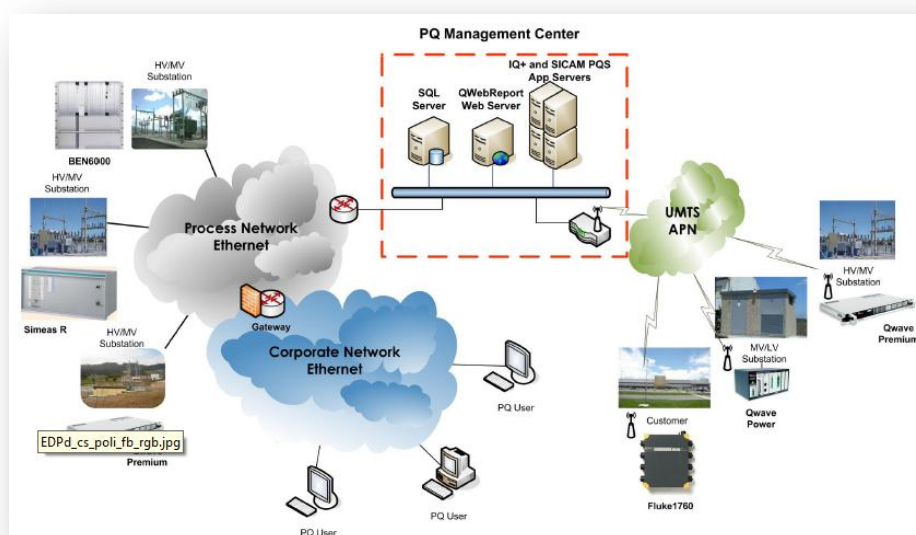 PQ Management Center
IQ+ and SICAM PQS
App Servers
SQL
Server
QWebReport
Web Server
HV/MV
Substation
BEN6000
HV/MV
Substation
Process Network
Ethernet
UMTS
APN
Simeas R
HV/MV
Substation
Gateway
HV/MV
Substation
Qwave
Premium
Corporate Network
Ethernet
MV/LV
Substation
Qwave
Power
PQ User
Customer
EDPd_cs_poli_fb_rgb.jpg
Premium
PQ User
PQ User
Fluke1760